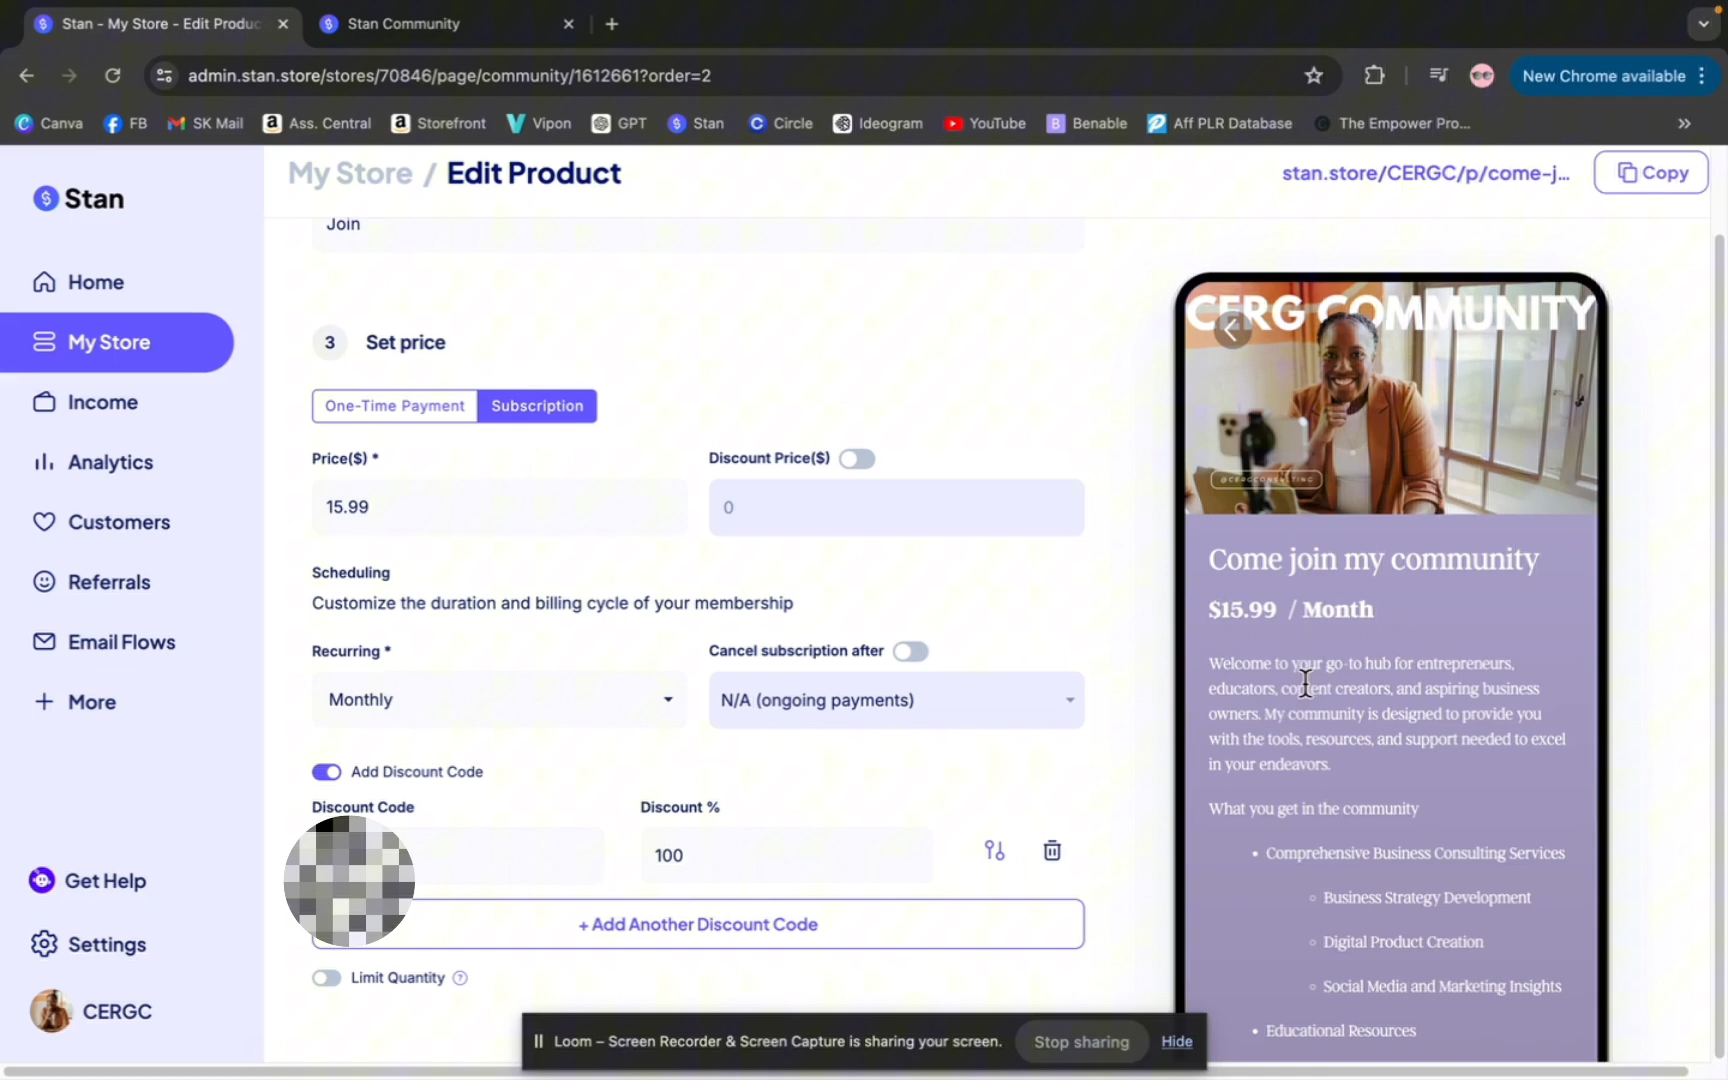 Stan - My Store - Edit Produc
Stan Community
admin.stan.store/stores/70846/page/community/1612661?order=2
New Chrome available
Canva
FB
SK Mail
Ass. Central
Storefront
Vipon
GPT
Stan
Circle
Ideogram
YouTube
Benable
Aff PLR Database
The Empower Pro...
Stan
Home
My Store
Income
Analytics
Customers
Referrals
Email Flows
More
Get Help
Settings
CERGC
My Store / Edit Product
stan.store/CERGC/p/come-j...
Copy
Join
3 Set price
One-Time Payment
Subscription
Price($) *
Discount Price($)
15.99
0
Scheduling
Customize the duration and billing cycle of your membership
Recurring *
Cancel subscription after
Monthly
N/A (ongoing payments)
Add Discount Code
Discount Code
Discount %
100
+ Add Another Discount Code
Limit Quantity ?
CERG COMMUNITY
@CERGCONSULTING
Come join my community
$15.99 / Month
Welcome to your go-to hub for entrepreneurs,
educators, content creators, and aspiring business
owners. My community is designed to provide you
with the tools, resources, and support needed to excel
in your endeavors.
What you get in the community
• Comprehensive Business Consulting Services
◦ Business Strategy Development
◦ Digital Product Creation
◦ Social Media and Marketing Insights
• Educational Resources
Loom – Screen Recorder & Screen Capture is sharing your screen.
Stop sharing
Hide